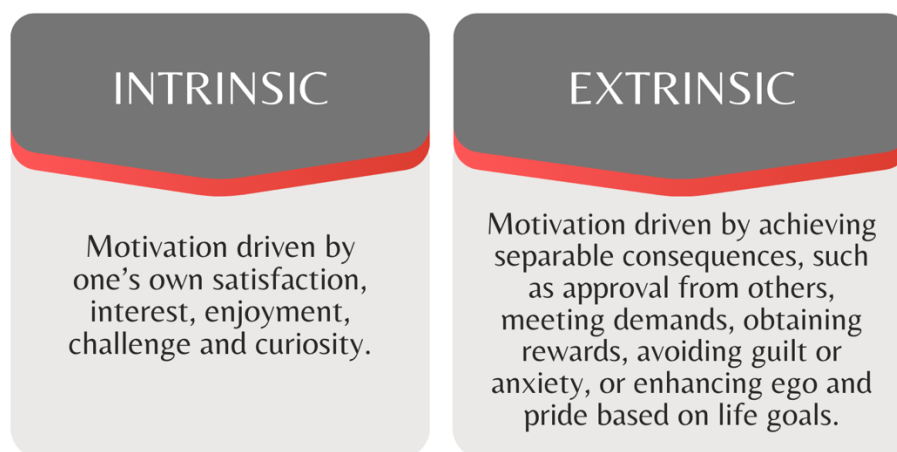 INTRINSIC
Motivation driven by
one’s own satisfaction,
interest, enjoyment,
challenge and curiosity.
EXTRINSIC
Motivation driven by achieving
separable consequences, such
as approval from others,
meeting demands, obtaining
rewards, avoiding guilt or
anxiety, or enhancing ego and
pride based on life goals.